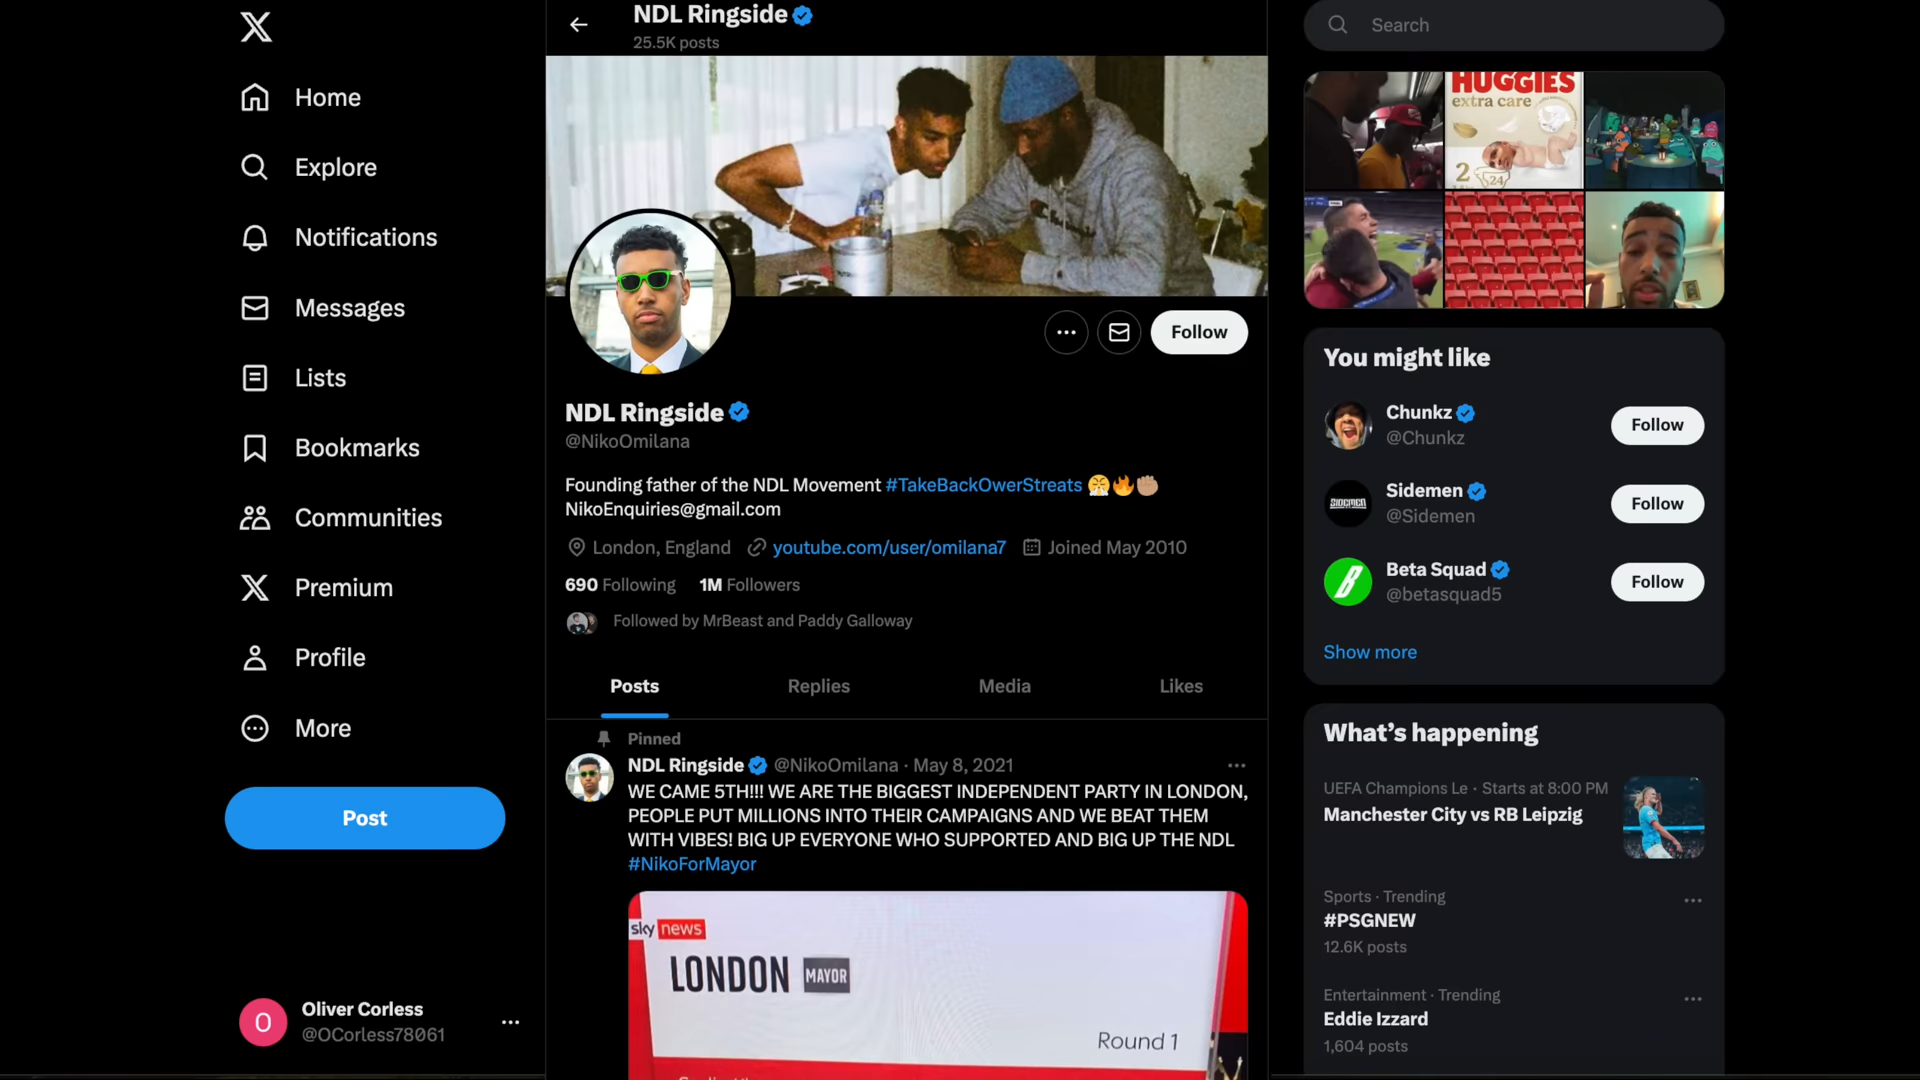 Home
Explore
Notifications
Messages
Lists
Bookmarks
Communities
Premium
Profile
More
Post
Oliver Corless
@OCorless78061
NDL Ringside
25.5K posts
Follow
NDL Ringside
@NikoOmilana
Founding father of the NDL Movement #TakeBackOwerStreats 😤🔥✊🏽
NikoEnquiries@gmail.com
London, England youtube.com/user/omilana7 Joined May 2010
690 Following 1M Followers
Followed by MrBeast and Paddy Galloway
Posts Replies Media Likes
Pinned
NDL Ringside @NikoOmilana · May 8, 2021
WE CAME 5TH!!! WE ARE THE BIGGEST INDEPENDENT PARTY IN LONDON,
PEOPLE PUT MILLIONS INTO THEIR CAMPAIGNS AND WE BEAT THEM
WITH VIBES! BIG UP EVERYONE WHO SUPPORTED AND BIG UP THE NDL
#NikoForMayor
sky news
LONDON MAYOR
Round 1
Search
HUGGIES
extra care
2
24
You might like
Chunkz
@Chunkz
Follow
SIDEMEN
Sidemen
@Sidemen
Follow
B
Beta Squad
@betasquad5
Follow
Show more
What's happening
UEFA Champions Le · Starts at 8:00 PM
Manchester City vs RB Leipzig
Sports · Trending
#PSGNEW
12.6K posts
Entertainment · Trending
Eddie Izzard
1,604 posts